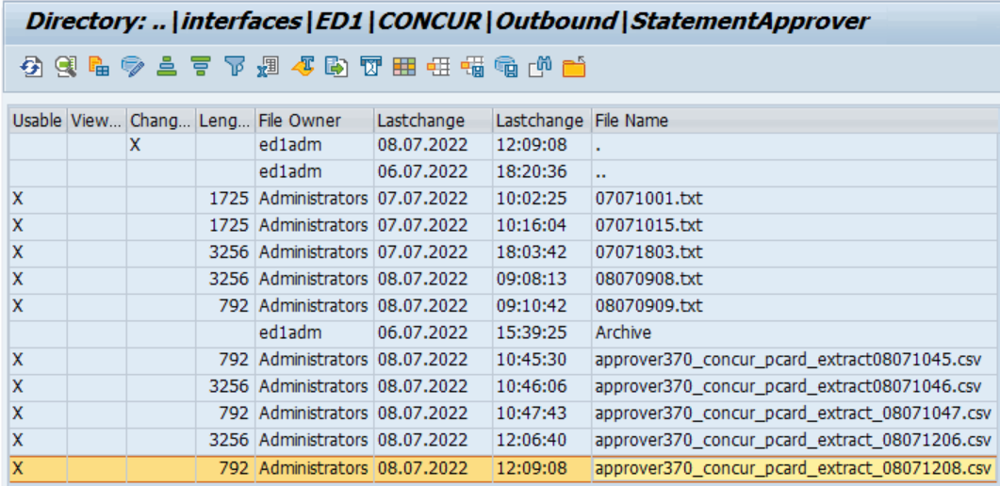 Directory: ..|interfaces|ED1|CONCUR|Outbound|StatementApprover
Usable View... Chang... Leng... File Owner Lastchange Lastchange File Name
X ed1adm 08.07.2022 12:09:08 .
ed1adm 06.07.2022 18:20:36 ..
X 1725 Administrators 07.07.2022 10:02:25 07071001.txt
X 1725 Administrators 07.07.2022 10:16:04 07071015.txt
X 3256 Administrators 07.07.2022 18:03:42 07071803.txt
X 3256 Administrators 08.07.2022 09:08:13 08070908.txt
X 792 Administrators 08.07.2022 09:10:42 08070909.txt
ed1adm 06.07.2022 15:39:25 Archive
X 792 Administrators 08.07.2022 10:45:30 approver370_concur_pcard_extract08071045.csv
X 3256 Administrators 08.07.2022 10:46:06 approver370_concur_pcard_extract08071046.csv
X 792 Administrators 08.07.2022 10:47:43 approver370_concur_pcard_extract_08071047.csv
X 3256 Administrators 08.07.2022 12:06:40 approver370_concur_pcard_extract_08071206.csv
X 792 Administrators 08.07.2022 12:09:08 approver370_concur_pcard_extract_08071208.csv